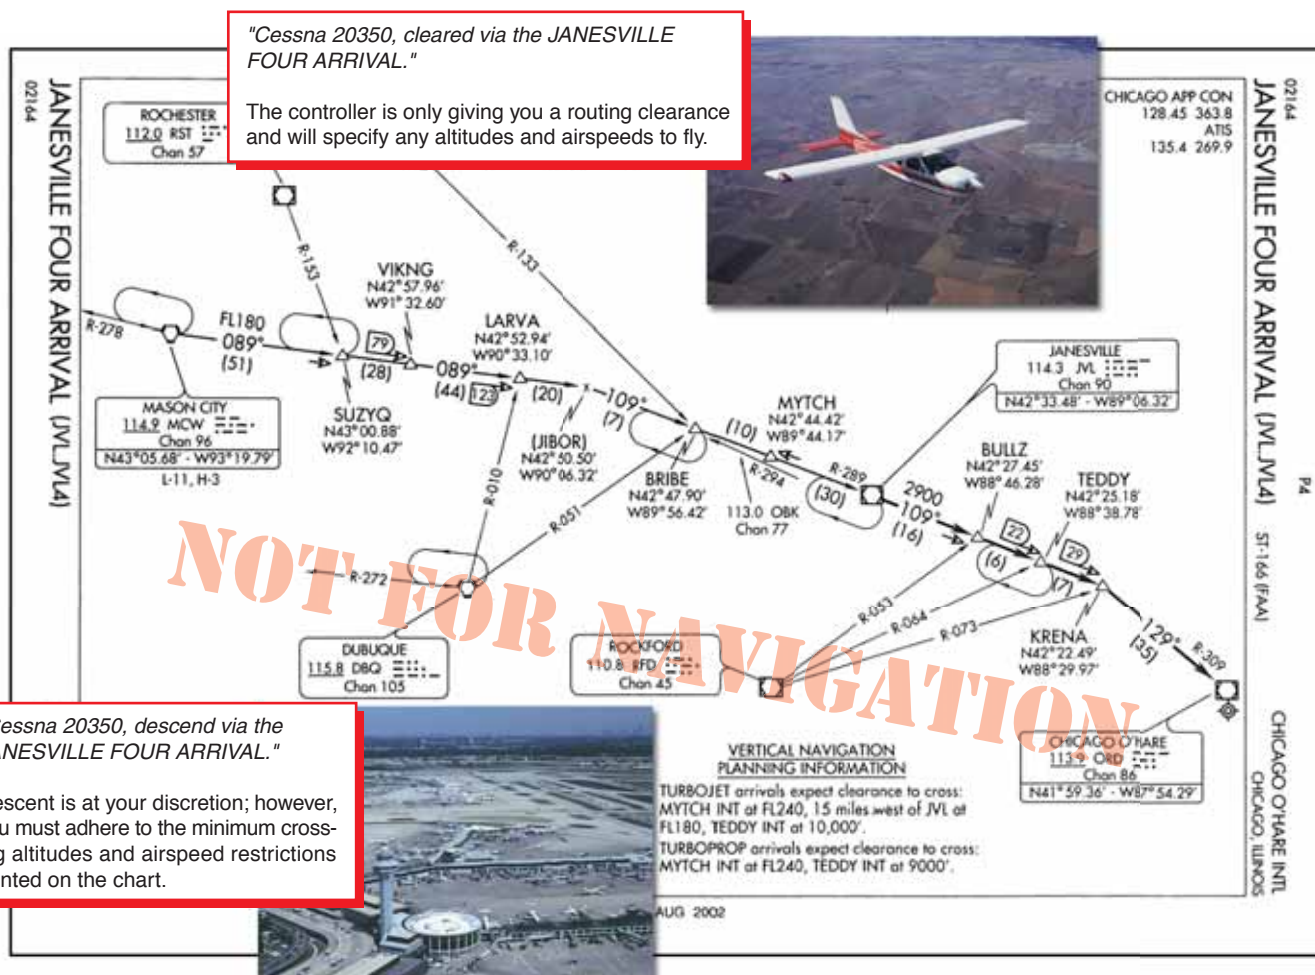 "Cessna 20350, cleared via the JANESVILLE
FOUR ARRIVAL."
The controller is only giving you a routing clearance
and will specify any altitudes and airspeeds to fly.
02164
JANESVILLE FOUR ARRIVAL (JVL.JVL4)
ROCHESTER
112.0 RST
Chan 57
CHICAGO APP CON
128.45 363.8
ATIS
135.4 269.9
02164
JANESVILLE FOUR ARRIVAL (JVL.JVL4)
P4
ST-166 (FAA)
CHICAGO O'HARE INTL
CHICAGO, ILLINOIS
R-153
R-133
VIKNG
N42°57.96'
W91°32.60'
LARVA
N42°52.94'
W90°33.10'
R-278
FL180
089°
(51)
79
(28)
089°
(44)
123
(20)
109°
(7)
JANESVILLE
114.3 JVL
Chan 90
N42°33.48' - W89°06.32'
MASON CITY
114.9 MCW
Chan 96
N43°05.68' - W93°19.79'
L-11, H-3
SUZYQ
N43°00.88'
W92°10.47'
(JIBOR)
N42°50.50'
W90°06.32'
BRIBE
N42°47.90'
W89°56.42'
(10)
MYTCH
N42°44.42'
W89°44.17'
R-294
113.0 OBK
Chan 77
R-289
(30)
2900
109°
(16)
BULLZ
N42°27.45'
W88°46.28'
TEDDY
N42°25.18'
W88°38.78'
22
(6)
29
(7)
R-010
R-051
R-272
R-053
R-064
R-073
KRENA
N42°22.49'
W88°29.97'
129°
(35)
R-309
NOT FOR NAVIGATION
DUBUQUE
115.8 DBQ
Chan 105
ROCKFORD
110.8 RFD
Chan 45
CHICAGO O'HARE
113.9 ORD
Chan 86
N41°59.36' - W87°54.29'
essna 20350, descend via the
ANESVILLE FOUR ARRIVAL."
escent is at your discretion; however,
u must adhere to the minimum cross-
g altitudes and airspeed restrictions
nted on the chart.
VERTICAL NAVIGATION
PLANNING INFORMATION
TURBOJET arrivals expect clearance to cross:
MYTCH INT at FL240, 15 miles west of JVL at
FL180, TEDDY INT at 10,000'.
TURBOPROP arrivals expect clearance to cross:
MYTCH INT at FL240, TEDDY INT at 9000'.
AUG 2002